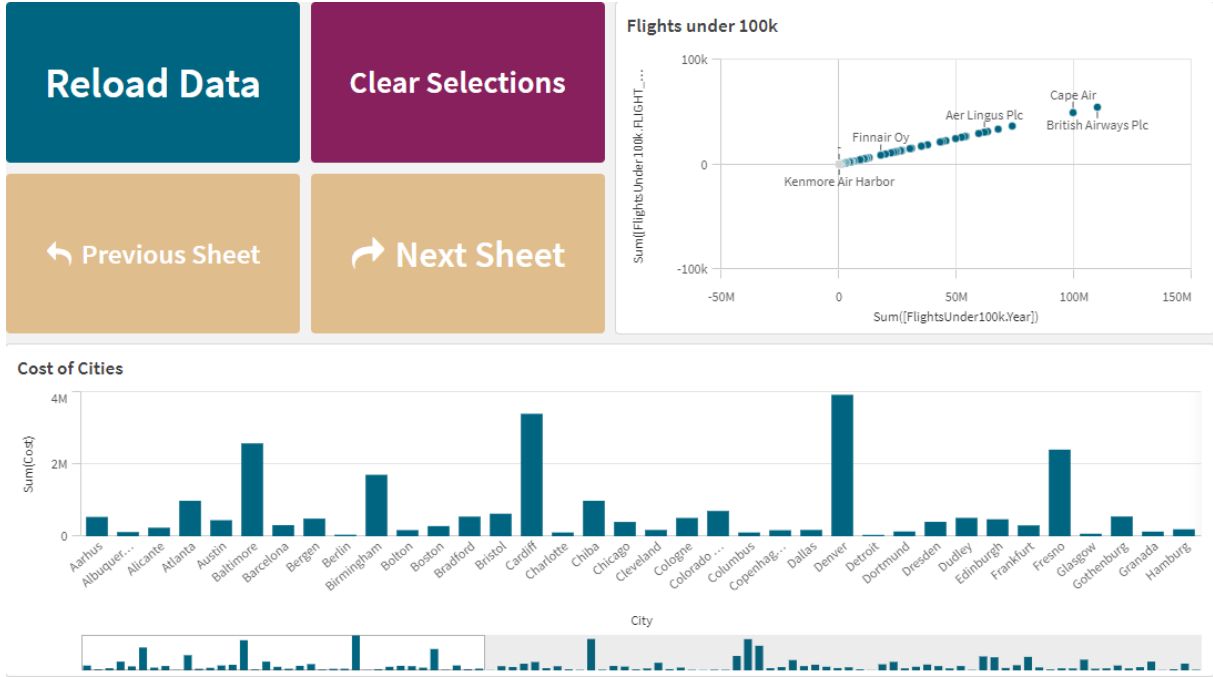 Reload Data
Clear Selections
Previous Sheet
Next Sheet
Flights under 100k
Sum([FlightsUnder100k.FLIGHT_...
100k
0
-100k
Cape Air
Aer Lingus Plc
British Airways Plc
Finnair Oy
-
Kenmore Air Harbor
-50M
0
50M
100M
150M
Sum([FlightsUnder100k.Year])
Cost of Cities
Sum(Cost)
4M
2M
0
Aarhus
Albuquer...
Alicante
Atlanta
Austin
Baltimore
Barcelona
Bergen
Berlin
Birmingham
Bolton
Boston
Bradford
Bristol
Cardiff
Charlotte
Chiba
Chicago
Cleveland
Cologne
Colorado ...
Columbus
Copenhag...
Dallas
Denver
Detroit
Dortmund
Dresden
Dudley
Edinburgh
Frankfurt
Fresno
Glasgow
Gothenburg
Granada
Hamburg
City